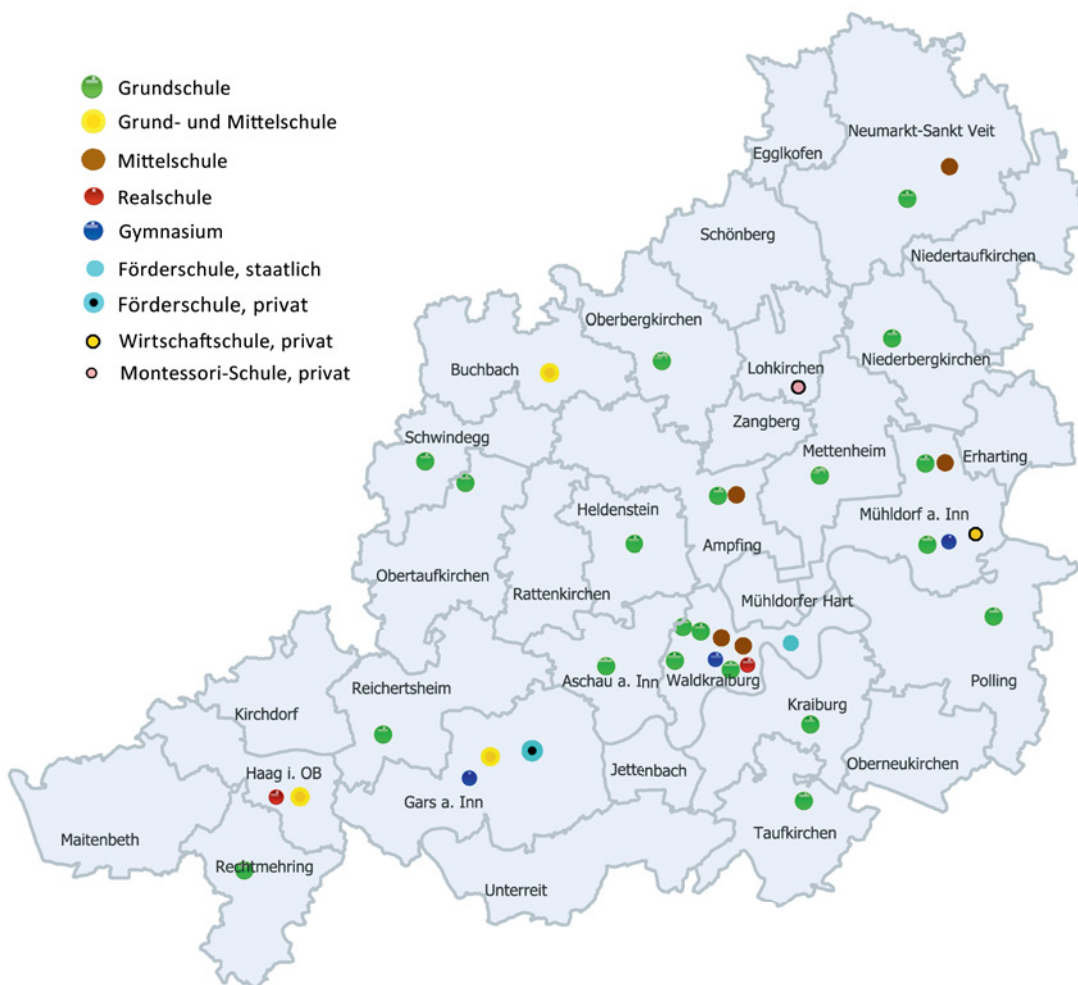 Grundschule
Grund- und Mittelschule
Mittelschule
Realschule
Gymnasium
Förderschule, staatlich
Förderschule, privat
Wirtschaftschule, privat
Montessori-Schule, privat
Neumarkt-Sankt Veit
Egglkofen
Schönberg
Niedertaufkirchen
Oberbergkirchen
Buchbach
Lohkirchen
Niederbergkirchen
Zangberg
Schwindegg
Mettenheim
Erharting
Heldenstein
Mühldorf a. Inn
Ampfing
Obertaufkirchen
Rattenkirchen
Mühldorfer Hart
Aschau a. Inn
Waldkraiburg
Polling
Reichertsheim
Kirchdorf
Kraiburg
Haag i. OB
Jettenbach
Oberneukirchen
Gars a. Inn
Maitenbeth
Taufkirchen
Rechtmehring
Unterreit